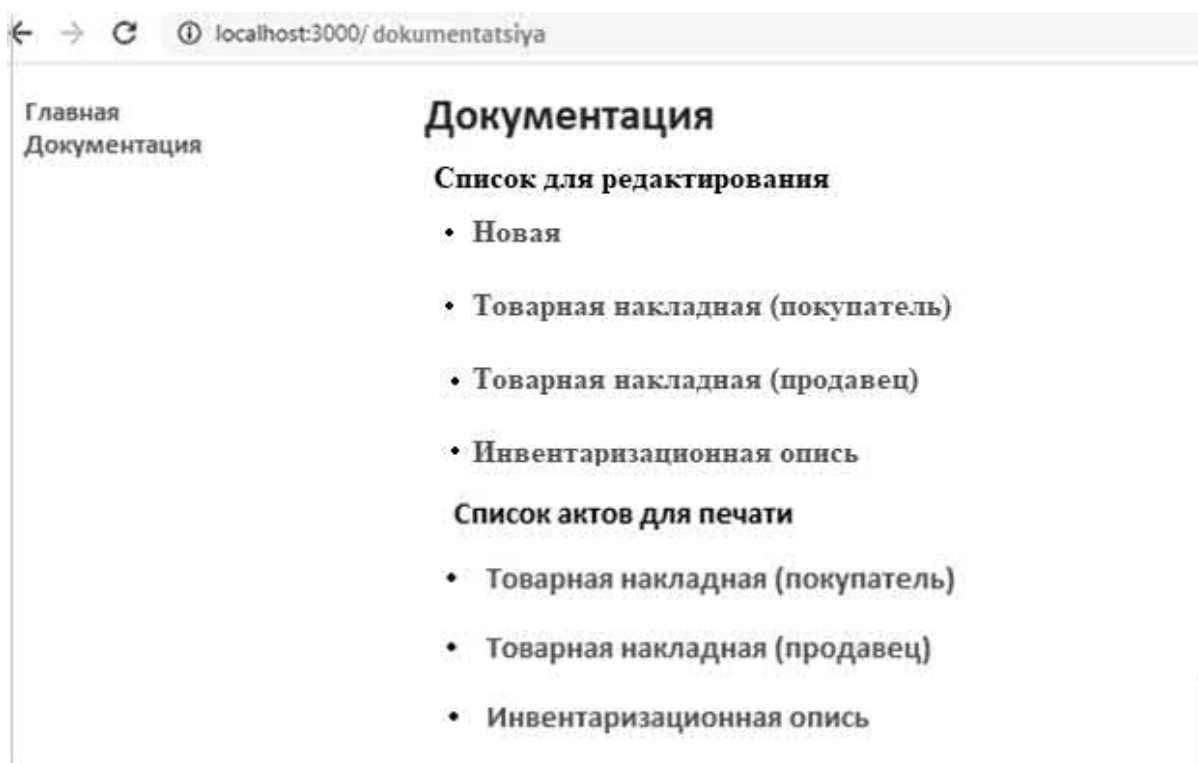 localhost:3000/ dokumentatsiya
Главная
Документация
Документация
Список для редактирования
• Новая
• Товарная накладная (покупатель)
• Товарная накладная (продавец)
• Инвентаризационная опись
Список актов для печати
• Товарная накладная (покупатель)
• Товарная накладная (продавец)
• Инвентаризационная опись